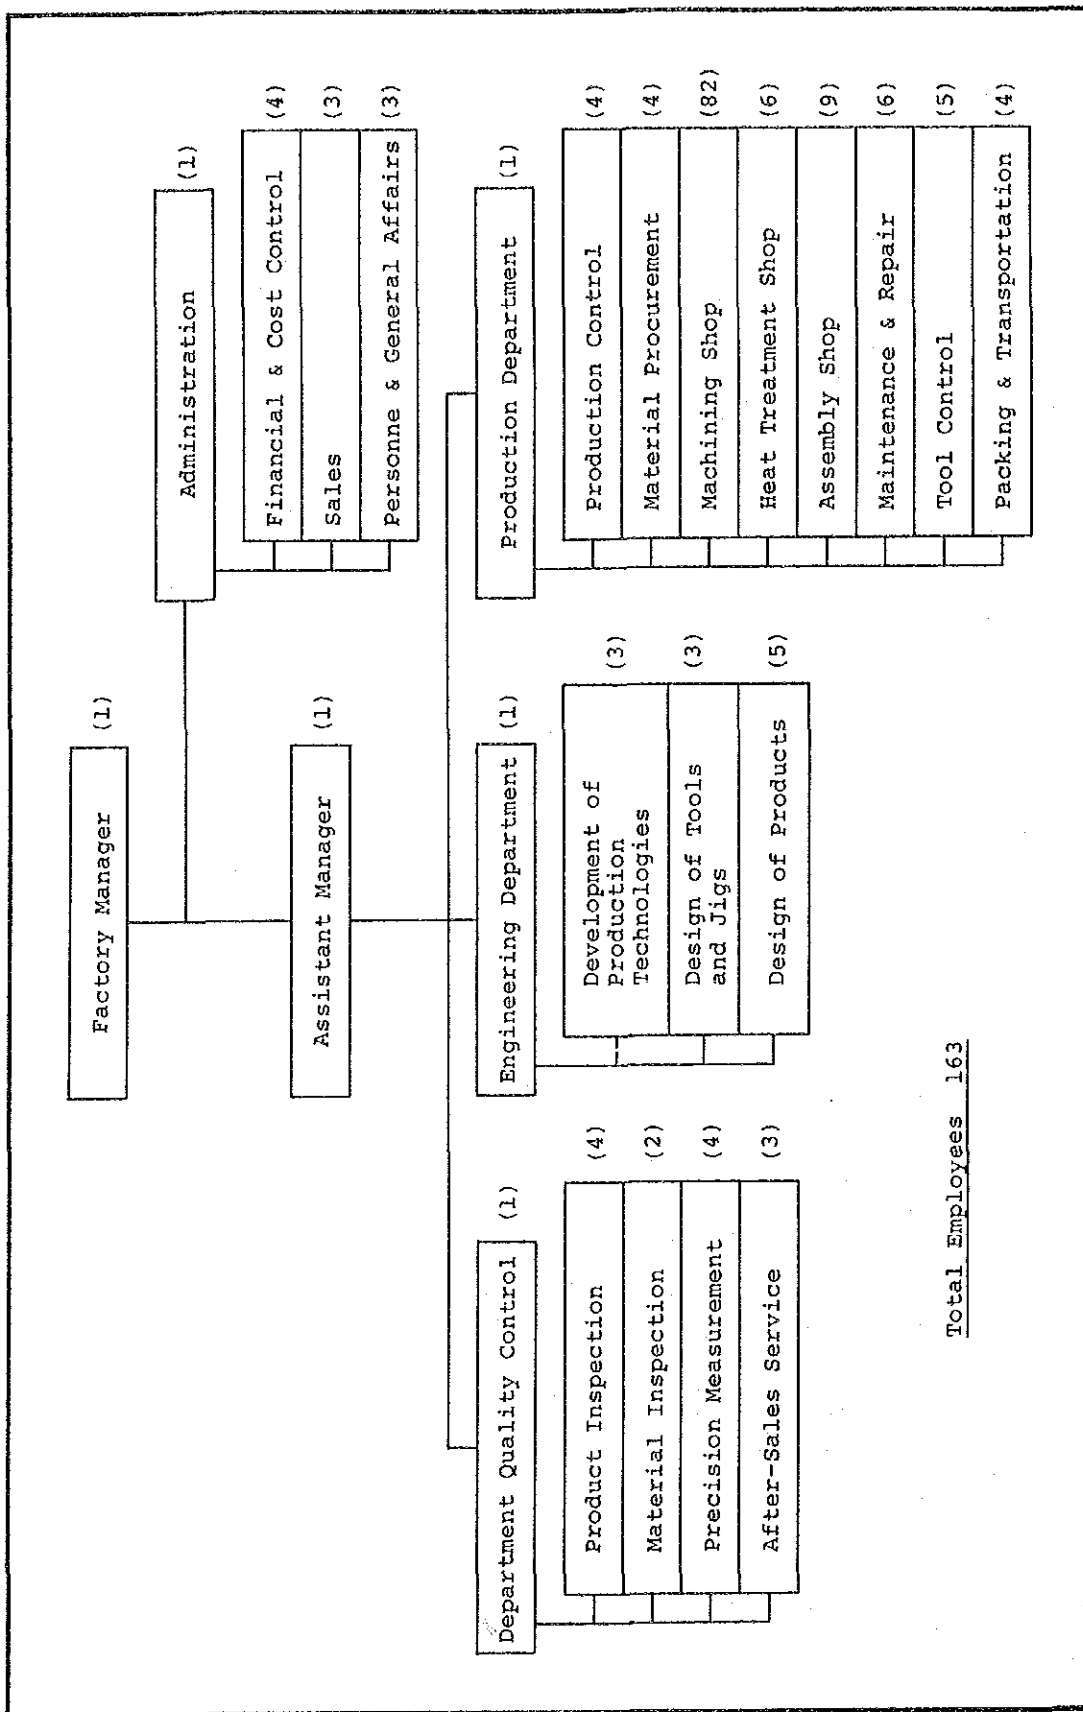 Factory Manager (1)
Administration (1)
Financial & Cost Control (4)
Sales (3)
Personne & General Affairs (3)
Assistant Manager (1)
Department Quality Control (1)
Product Inspection (4)
Material Inspection (2)
Precision Measurement (4)
After-Sales Service (3)
Engineering Department (1)
Development of
Production
Technologies (3)
Design of Tools
and Jigs (3)
Design of Products (5)
Production Department (1)
Production Control (4)
Material Procurement (4)
Machining Shop (82)
Heat Treatment Shop (6)
Assembly Shop (9)
Maintenance & Repair (6)
Tool Control (5)
Packing & Transportation (4)
Total Employees 163